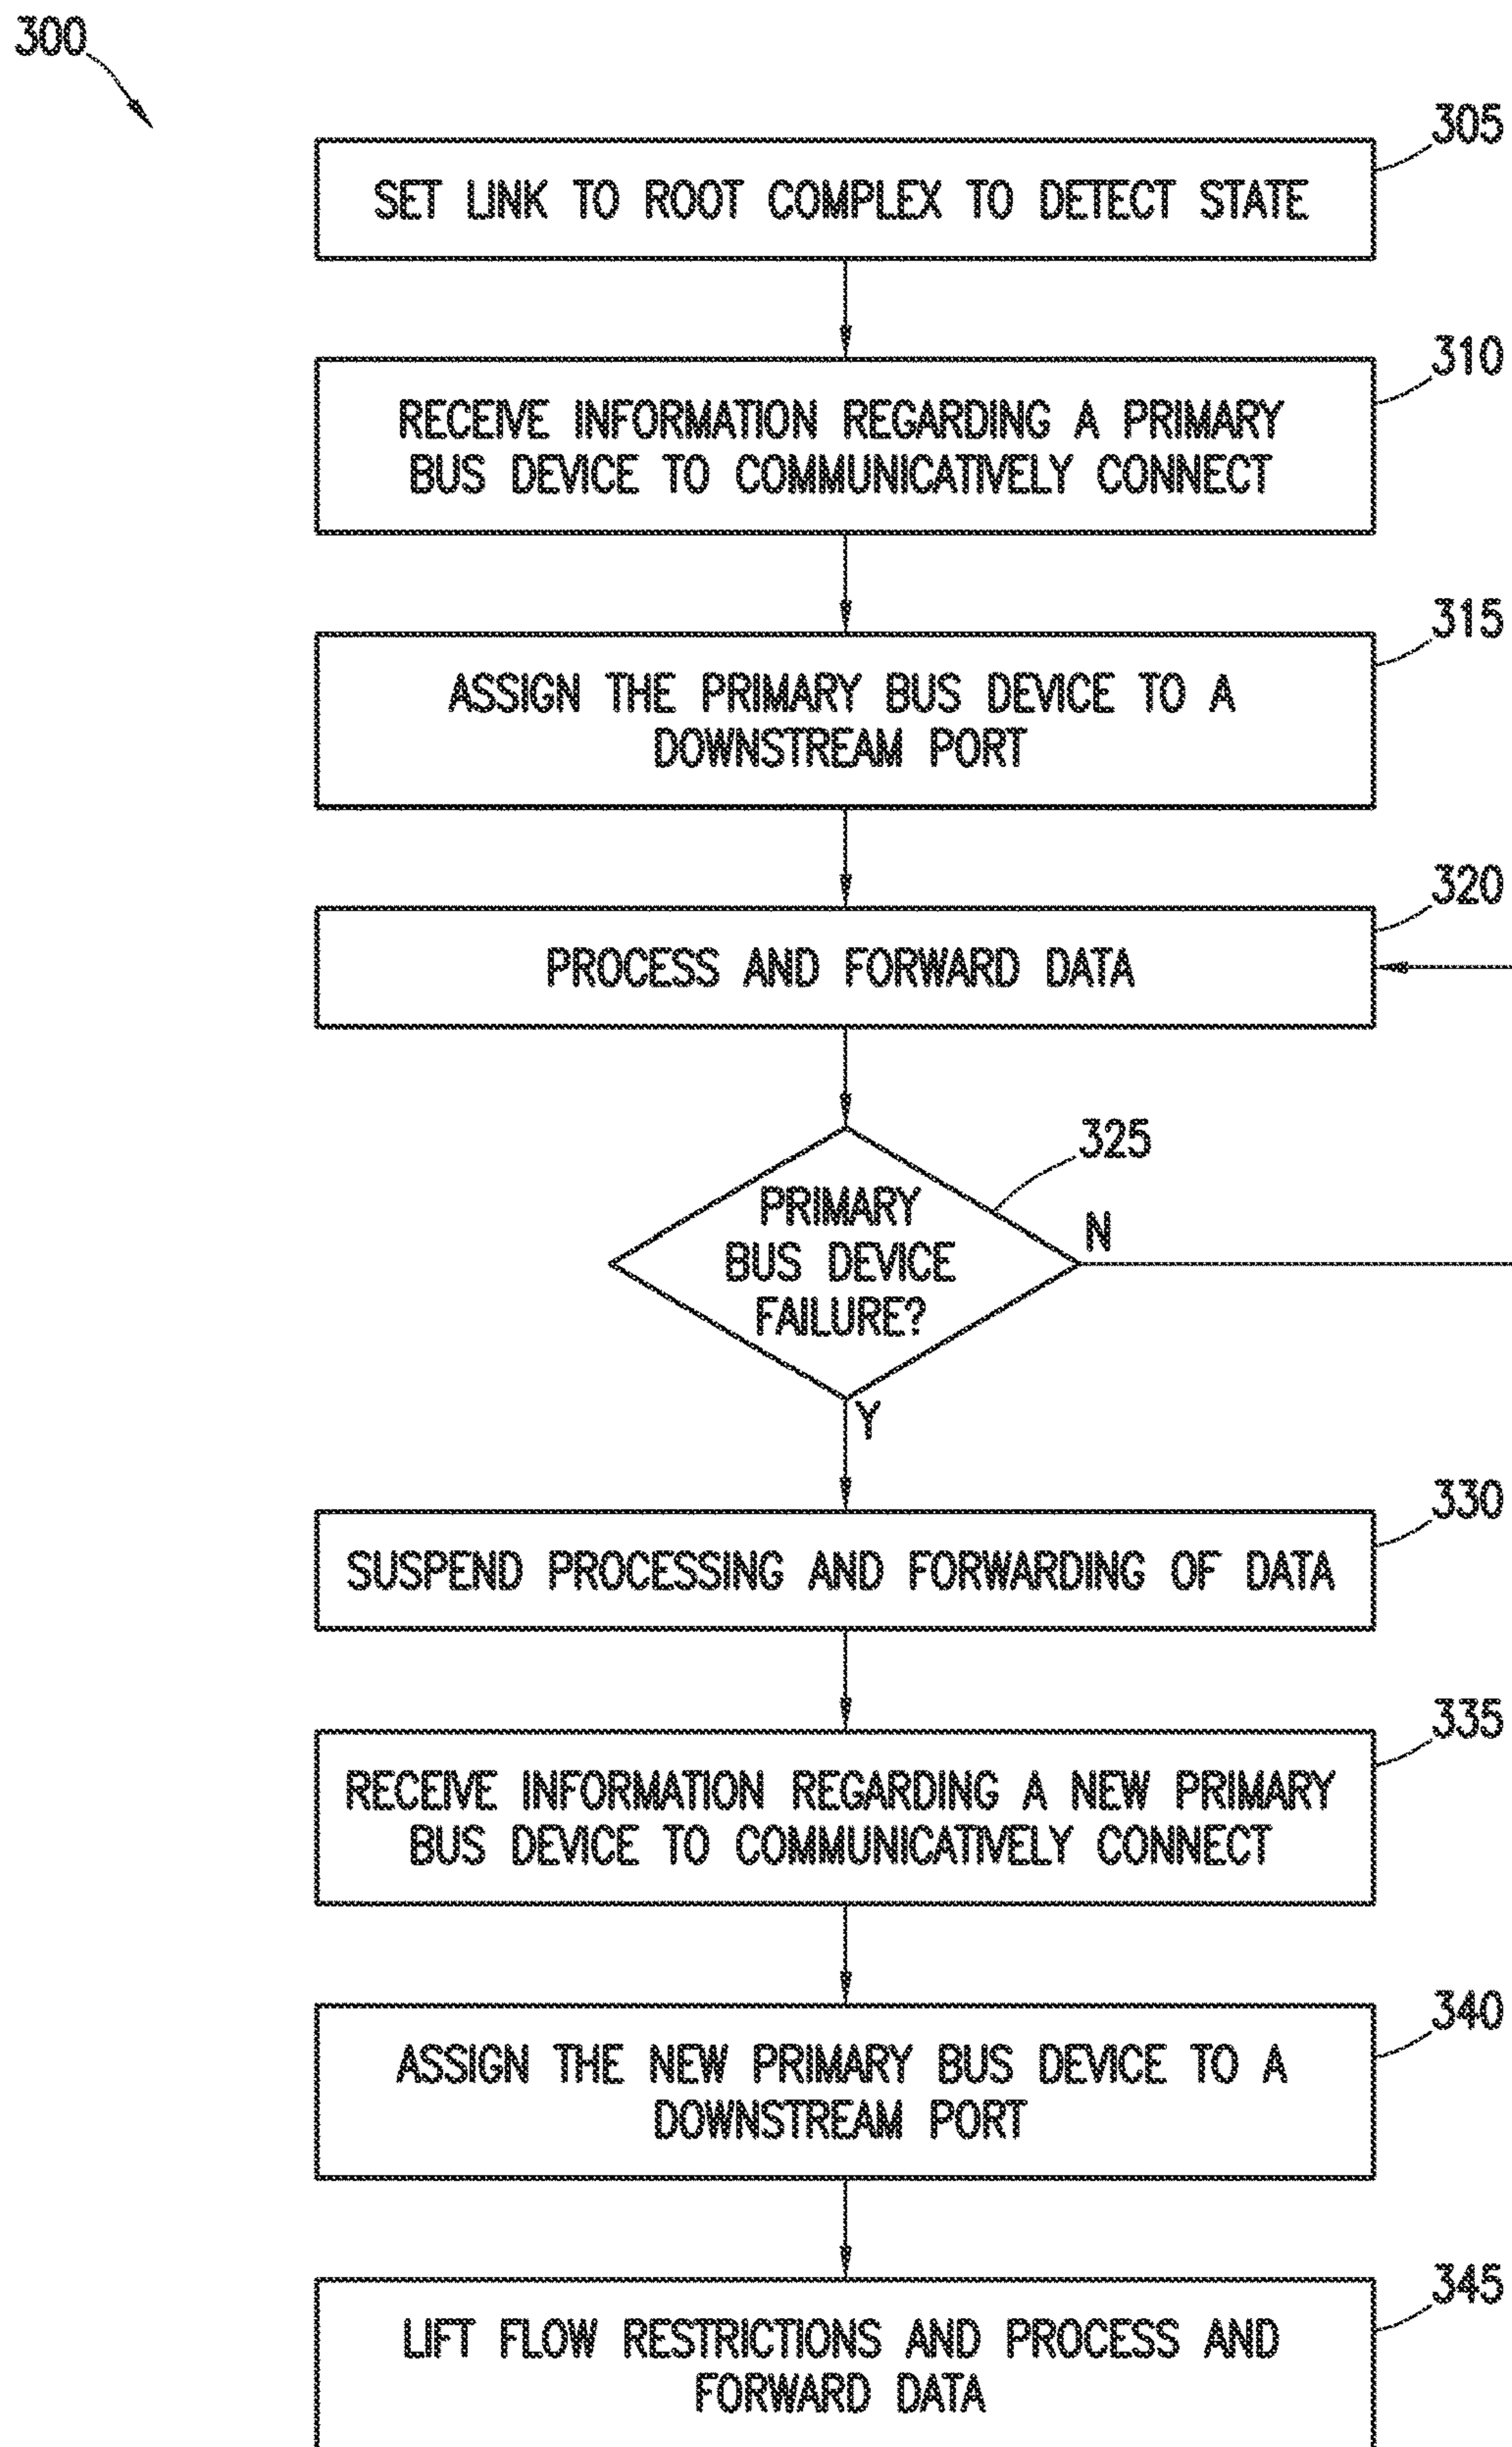 300
305
SET LINK TO ROOT COMPLEX TO DETECT STATE
310
RECEIVE INFORMATION REGARDING A PRIMARY
BUS DEVICE TO COMMUNICATIVELY CONNECT
315
ASSIGN THE PRIMARY BUS DEVICE TO A
DOWNSTREAM PORT
320
PROCESS AND FORWARD DATA
325
PRIMARY
BUS DEVICE
FAILURE?
N
Y
330
SUSPEND PROCESSING AND FORWARDING OF DATA
335
RECEIVE INFORMATION REGARDING A NEW PRIMARY
BUS DEVICE TO COMMUNICATIVELY CONNECT
340
ASSIGN THE NEW PRIMARY BUS DEVICE TO A
DOWNSTREAM PORT
345
LIFT FLOW RESTRICTIONS AND PROCESS AND
FORWARD DATA